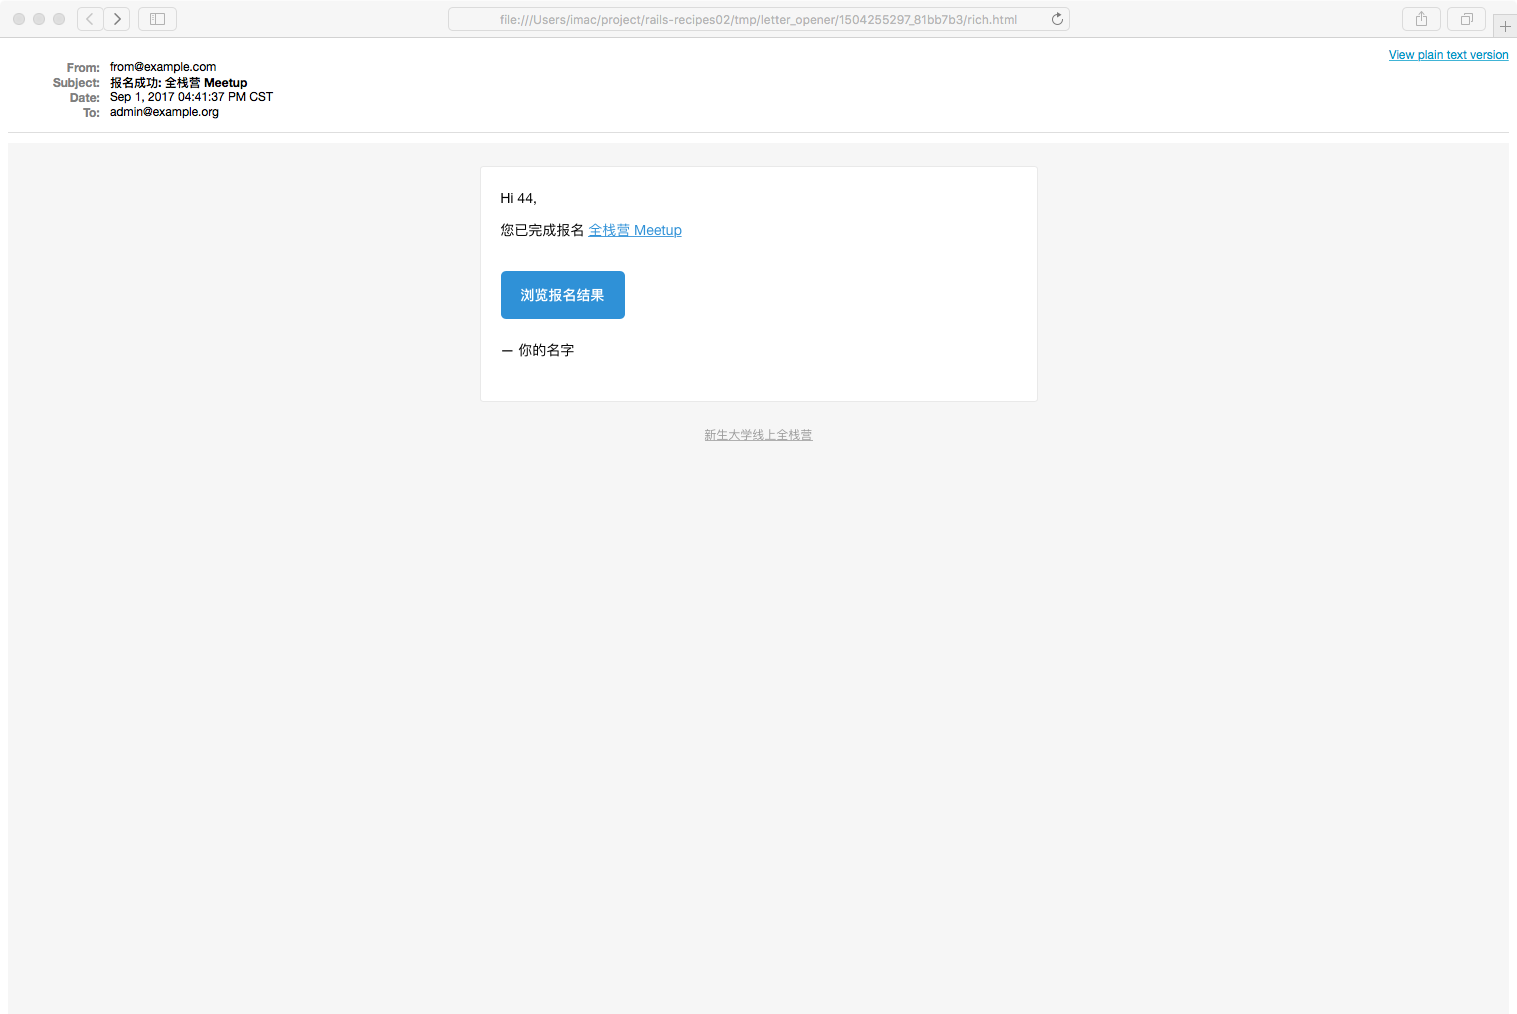 file:///Users/imac/project/rails-recipes02/tmp/letter_opener/1504255297_81bb7b3/rich.html
View plain text version
From: from@example.com
Subject: 报名成功: 全栈营 Meetup
Date: Sep 1, 2017 04:41:37 PM CST
To: admin@example.org
Hi 44,
您已完成报名 全栈营 Meetup
浏览报名结果
— 你的名字
新生大学线上全栈营